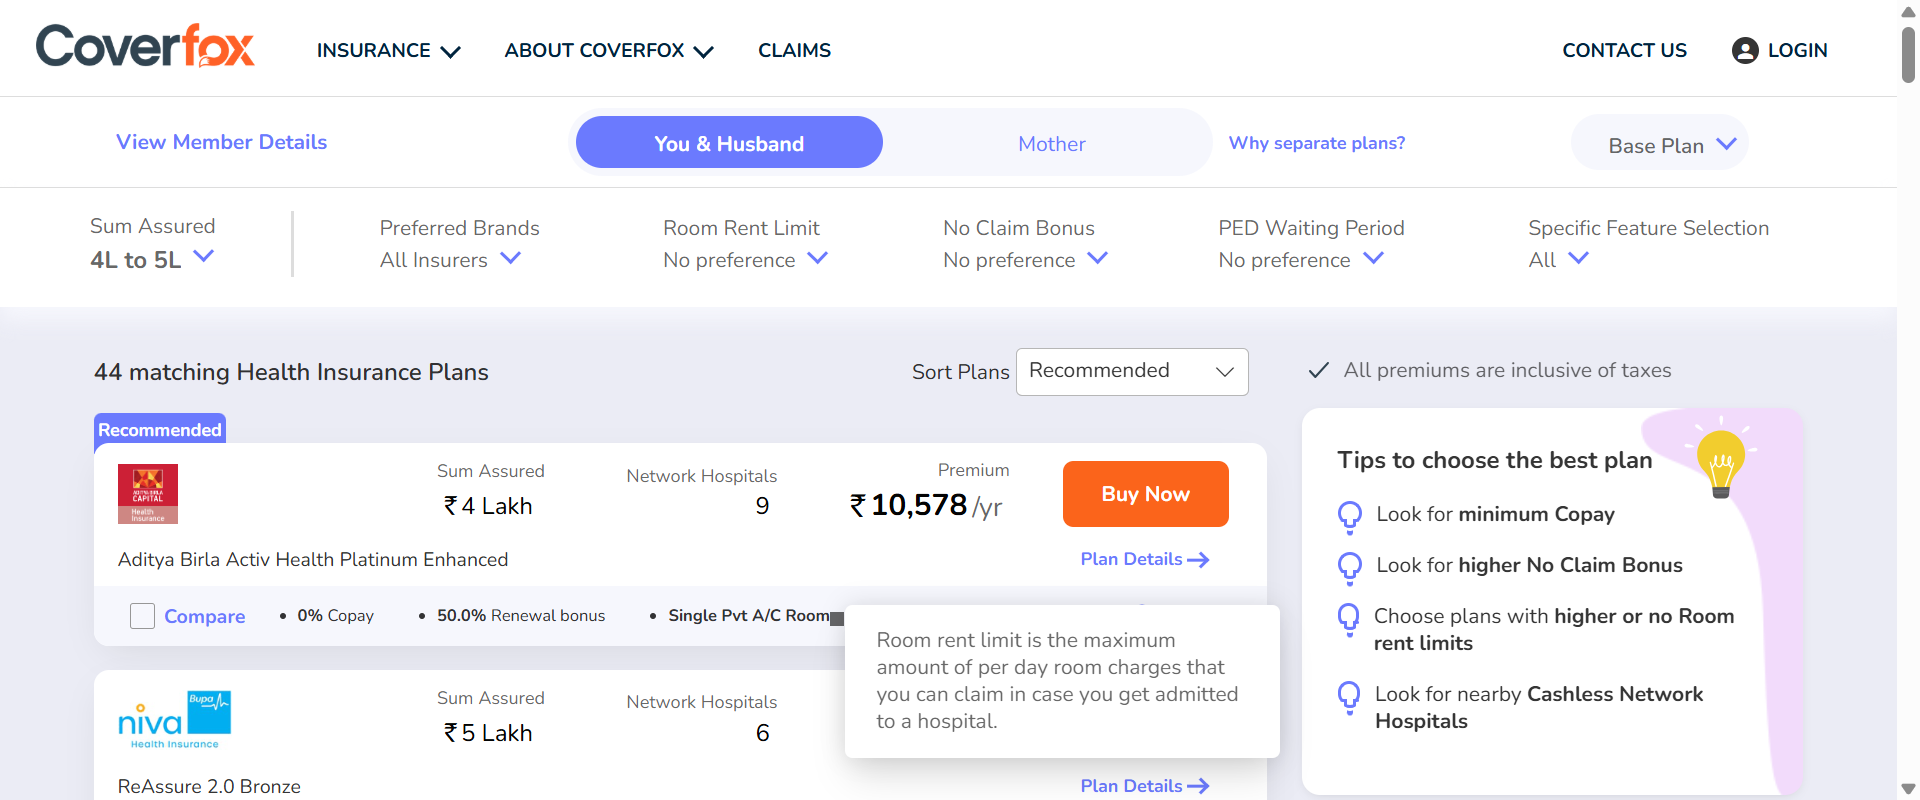 Coverfox
INSURANCE
ABOUT COVERFOX
CLAIMS
CONTACT US
LOGIN
View Member Details
You & Husband
Mother
Why separate plans?
Base Plan
Sum Assured
4L to 5L
Preferred Brands
All Insurers
Room Rent Limit
No preference
No Claim Bonus
No preference
PED Waiting Period
No preference
Specific Feature Selection
All
44 matching Health Insurance Plans
Sort Plans
Recommended
All premiums are inclusive of taxes
Recommended
ADITYA BIRLA
CAPITAL
Health
Insurance
Sum Assured
₹ 4 Lakh
Network Hospitals
9
Premium
₹ 10,578 /yr
Buy Now
Aditya Birla Activ Health Platinum Enhanced
Plan Details
Compare
• 0% Copay
• 50.0% Renewal bonus
• Single Pvt A/C Room
Room rent limit is the maximum
amount of per day room charges that
you can claim in case you get admitted
to a hospital.
niva
Bupa
Health Insurance
Sum Assured
₹ 5 Lakh
Network Hospitals
6
ReAssure 2.0 Bronze
Plan Details
Tips to choose the best plan
Look for minimum Copay
Look for higher No Claim Bonus
Choose plans with higher or no Room
rent limits
Look for nearby Cashless Network
Hospitals